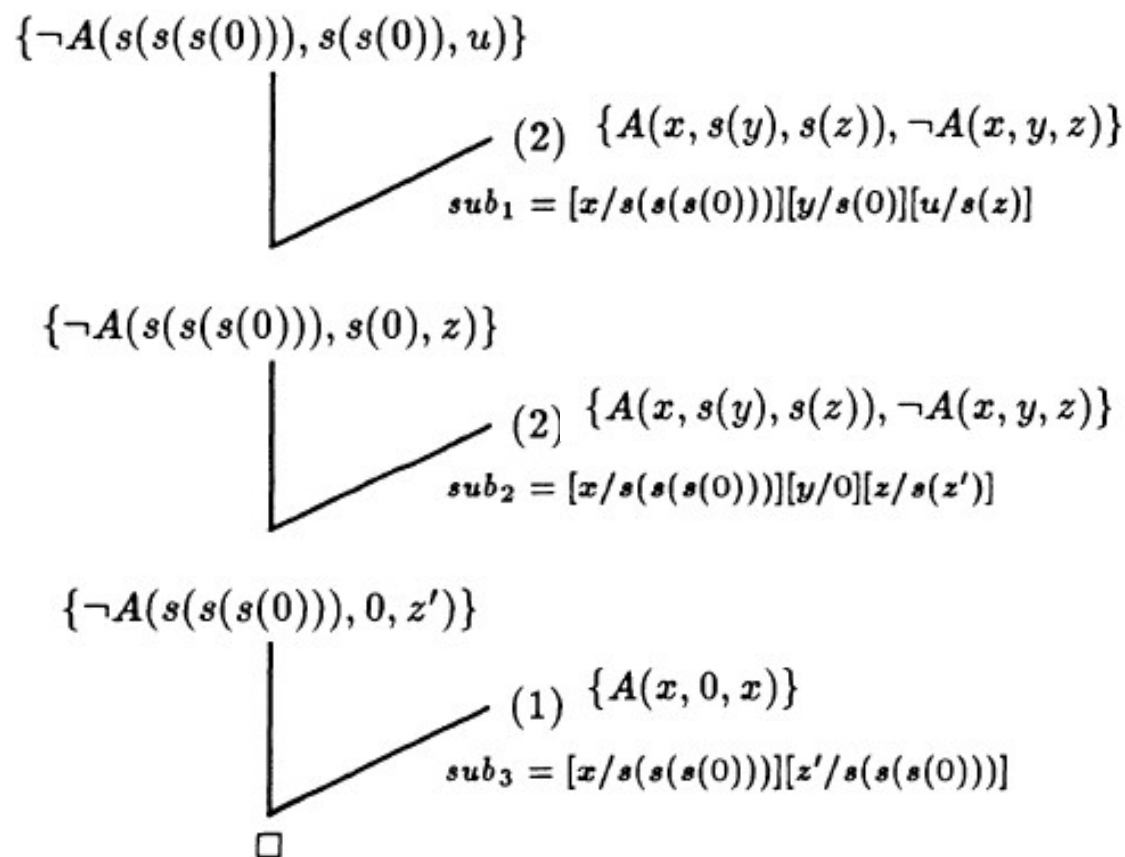 {¬A(s(s(s(0))), s(s(0)), u)}
(2) {A(x, s(y), s(z)), ¬A(x, y, z)}
sub₁ = [x/s(s(s(0)))][y/s(0)][u/s(z)]
{¬A(s(s(s(0))), s(0), z)}
(2) {A(x, s(y), s(z)), ¬A(x, y, z)}
sub₂ = [x/s(s(s(0)))][y/0][z/s(z′)]
{¬A(s(s(s(0))), 0, z′)}
(1) {A(x, 0, x)}
sub₃ = [x/s(s(s(0)))][z′/s(s(s(0)))]
□